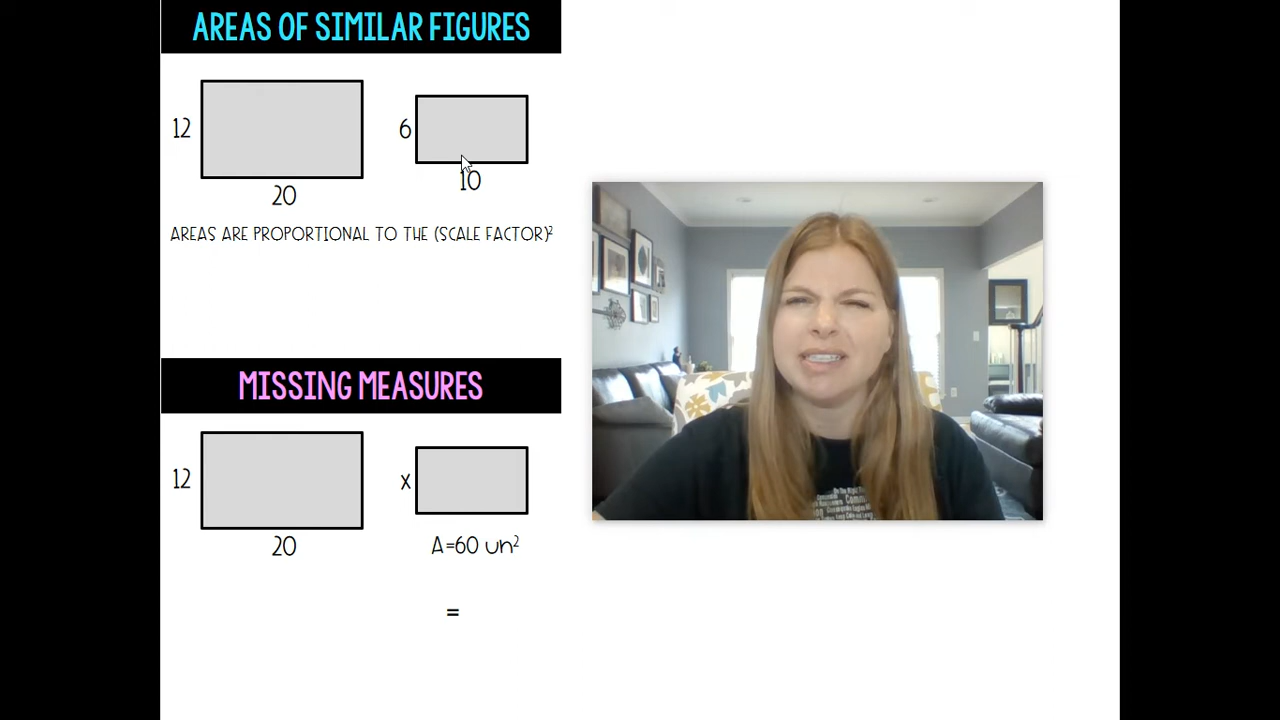 AREAS OF SIMILAR FIGURES
12
20
6
10
AREAS ARE PROPORTIONAL TO THE (SCALE FACTOR)²
MISSING MEASURES
12
20
x
A=60 un²
=